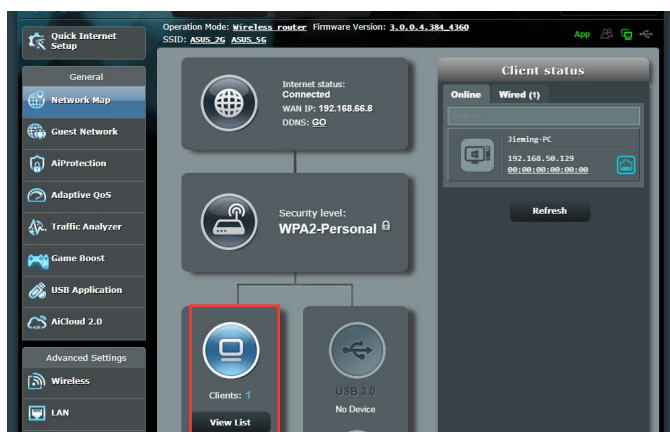 Quick Internet
Setup
Operation Mode: Wireless router Firmware Version: 3.0.0.4.384_4360
SSID: ASUS_2G ASUS_5G
App
General
Network Map
Guest Network
AiProtection
Adaptive QoS
Traffic Analyzer
Game Boost
USB Application
AiCloud 2.0
Advanced Settings
Wireless
LAN
Internet status:
Connected
WAN IP: 192.168.66.8
DDNS: GO
Security level:
WPA2-Personal
Clients: 1
View List
USB 3.0
No Device
Client status
Online Wired (1)
Jieming-PC
192.168.50.129
00:00:00:00:00:00
Refresh